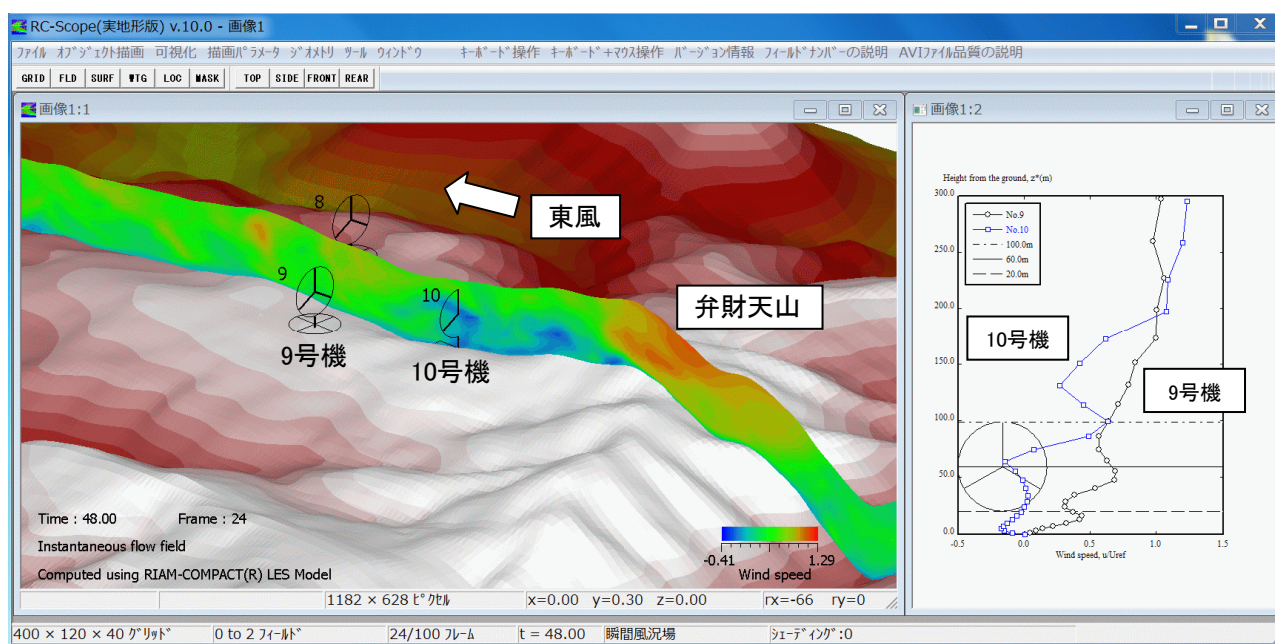 RC-Scope(実地形版) v.10.0 - 画像1
ファイル オブジェクト描画 可視化 描画パラメータ ジオメトリ ツール ウィンドウ キーボード操作 キーボード+マウス操作 バージョン情報 フィールドナンバーの説明 AVIファイル品質の説明
GRID FLD SURF WTG LOC MASK TOP SIDE FRONT REAR
画像1:1
8
東風
9
10
弁財天山
9号機
10号機
Time : 48.00 Frame : 24
Instantaneous flow field
Computed using RIAM-COMPACT(R) LES Model
-0.41 1.29
Wind speed
1182 × 628 ピクセル x=0.00 y=0.30 z=0.00 rx=-66 ry=0
画像1:2
Height from the ground, z*(m)
300.0
No.9
No.10
100.0m
60.0m
20.0m
250.0
200.0
10号機
150.0
9号機
100.0
50.0
0.0
-0.5 0.0 0.5 1.0 1.5
Wind speed, u/Uref
400 × 120 × 40 グリッド 0 to 2 フィールド 24/100 フレーム t = 48.00 瞬間風況場 シェーディング:0